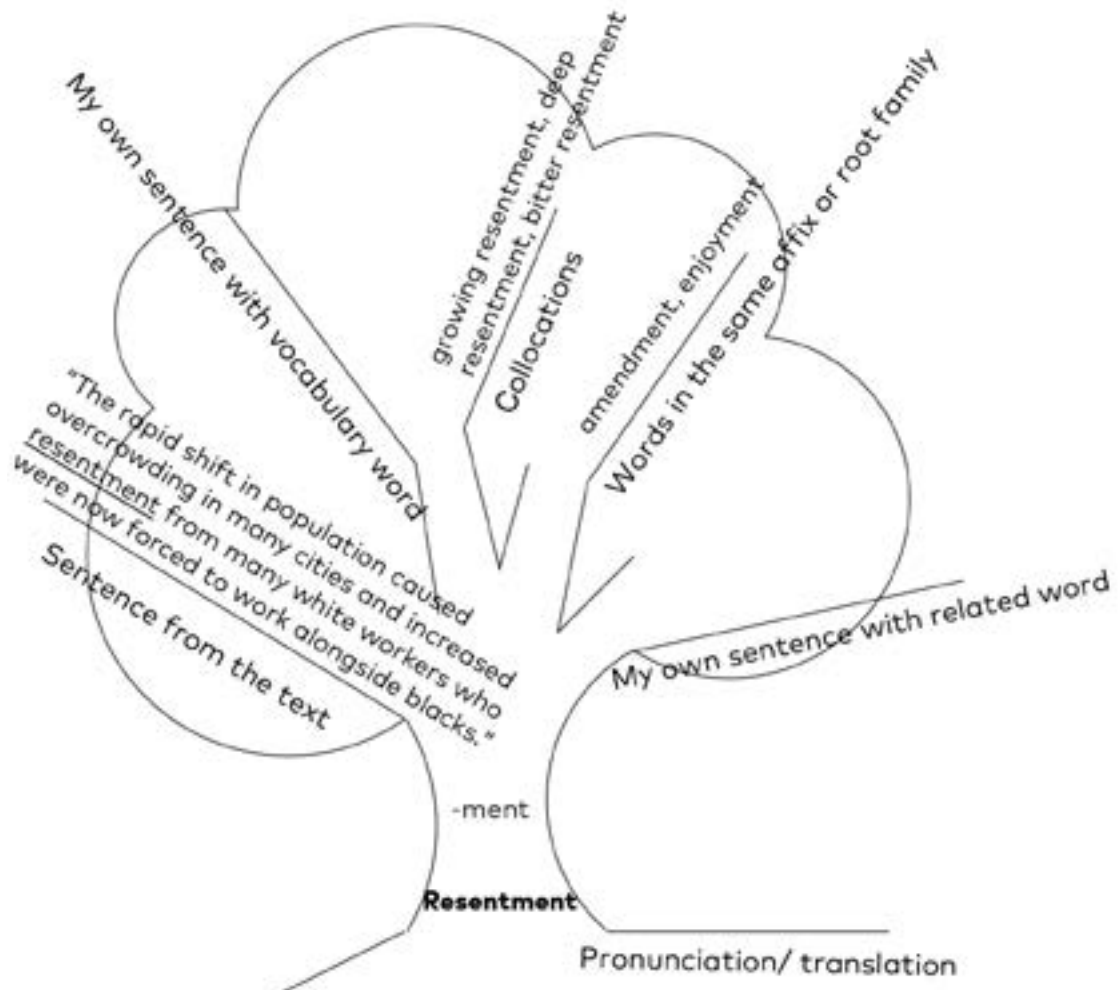 My own sentence with vocabulary word
growing resentment, deep
resentment, bitter resentment
Collocations
amendment, enjoyment
Words in the same affix or root family
"The rapid shift in population caused
overcrowding in many cities and increased
resentment from many white workers who
were now forced to work alongside blacks."
Sentence from the text
My own sentence with related word
-ment
Resentment
Pronunciation/ translation